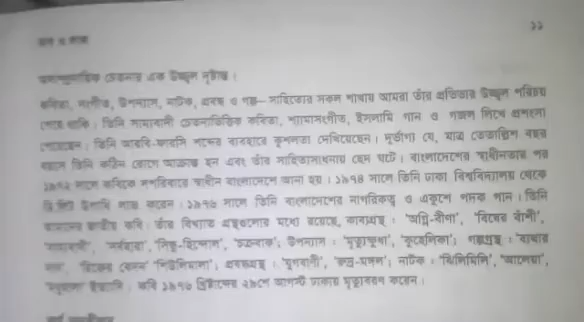 ১১
অসাম্প্রদায়িক চেতনার এক উজ্জ্বল দৃষ্টান্ত।
কবিতা, সংগীত, উপন্যাস, নাটক, প্রবন্ধ ও গল্প— সাহিত্যের সকল শাখায় আমরা তাঁর প্রতিভার উজ্জ্বল পরিচয়
পেয়ে থাকি। তিনি সাম্যবাদী চেতনাভিত্তিক কবিতা, শ্যামাসংগীত, ইসলামি গান ও গজল লিখে প্রশংসা
পেয়েছেন। তিনি আরবি-ফারসি শব্দের ব্যবহারে কুশলতা দেখিয়েছেন। দুর্ভাগ্য যে, মাত্র তেতাল্লিশ বছর
বয়সে তিনি কঠিন রোগে আক্রান্ত হন এবং তাঁর সাহিত্যসাধনায় ছেদ ঘটে। বাংলাদেশের স্বাধীনতার পর
১৯৭২ সালে কবিকে সপরিবারে স্বাধীন বাংলাদেশে আনা হয়। ১৯৭৪ সালে তিনি ঢাকা বিশ্ববিদ্যালয় থেকে
ডি.লিট উপাধি লাভ করেন। ১৯৭৬ সালে তিনি বাংলাদেশের নাগরিকত্ব ও একুশে পদক পান। তিনি
আমাদের জাতীয় কবি। তাঁর বিখ্যাত গ্রন্থগুলোর মধ্যে রয়েছে, কাব্যগ্রন্থ: 'অগ্নি-বীণা', 'বিষের বাঁশী',
'সাম্যবাদী', 'সর্বহারা', 'সিন্ধু-হিন্দোল', 'চক্রবাক'; উপন্যাস: 'মৃত্যুক্ষুধা', 'কুহেলিকা'; গল্পগ্রন্থ: 'ব্যথার
দান', 'রিক্তের বেদন' 'শিউলিমালা'; প্রবন্ধগ্রন্থ: 'যুগবাণী', 'রুদ্র-মঙ্গল'; নাটক: 'ঝিলিমিলি', 'আলেয়া',
'মধুমালা' ইত্যাদি। কবি ১৯৭৬ খ্রিষ্টাব্দের ২৯শে আগস্ট ঢাকায় মৃত্যুবরণ করেন।